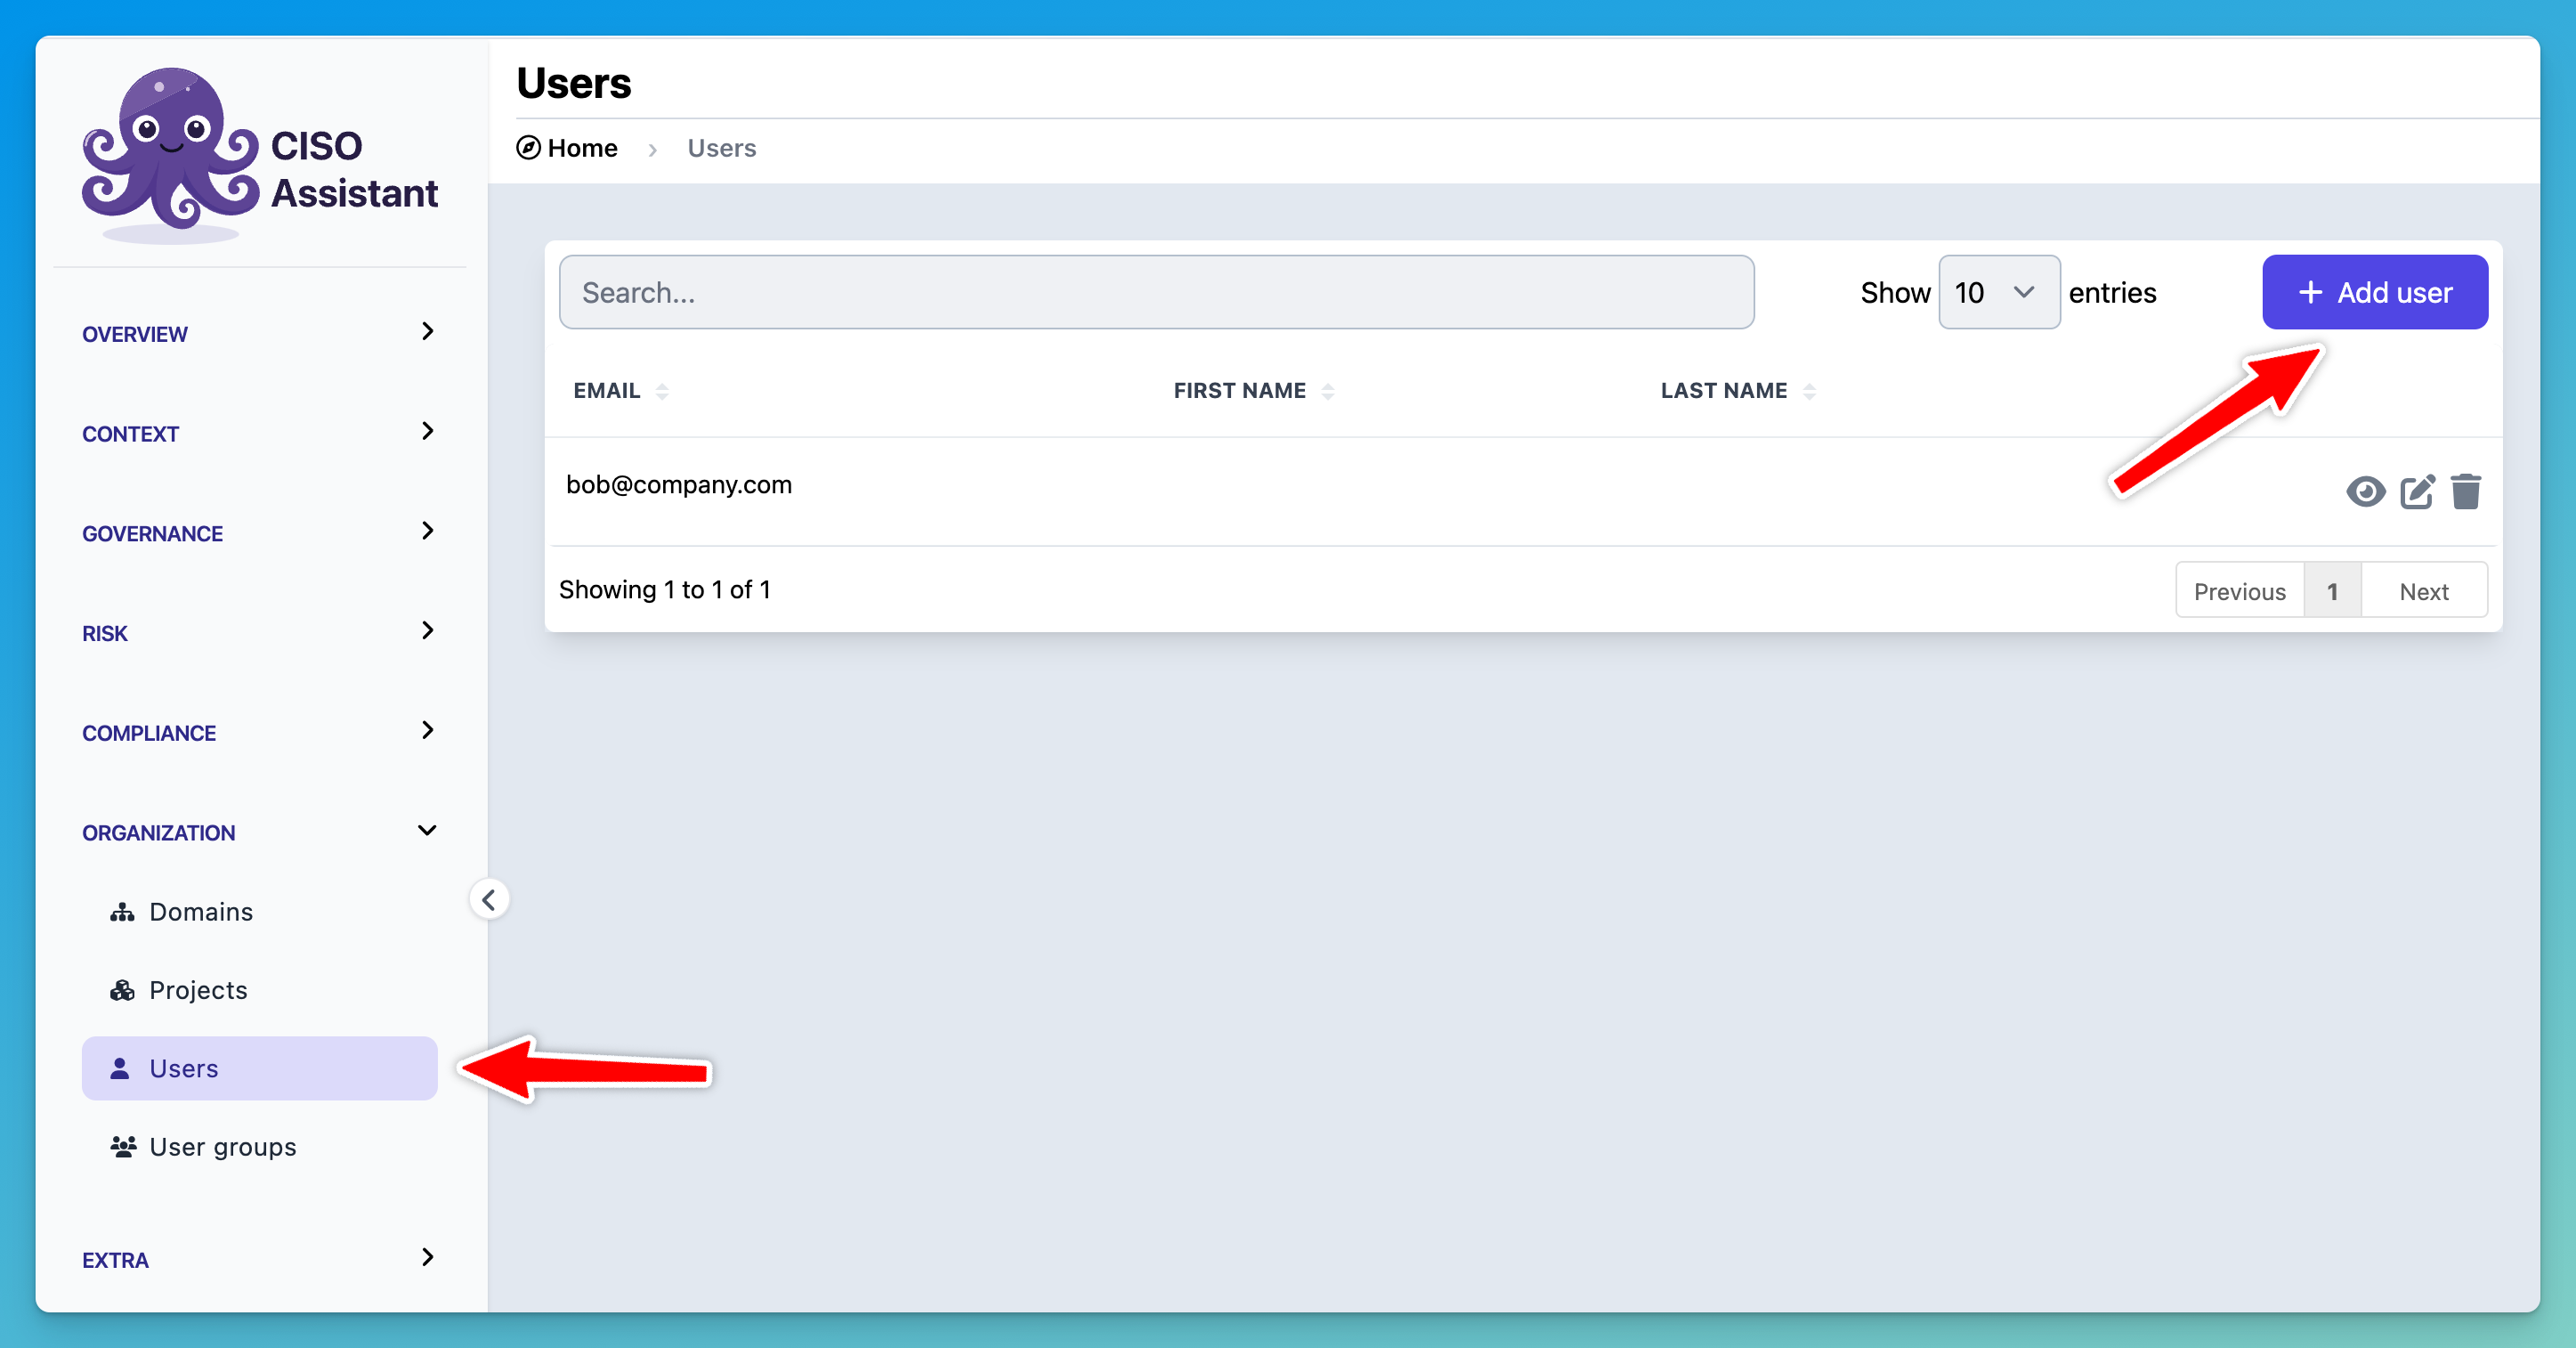 CISO
Assistant
OVERVIEW
CONTEXT
GOVERNANCE
RISK
COMPLIANCE
ORGANIZATION
Domains
Projects
Users
User groups
EXTRA
Users
Home › Users
Search...
Show 10 entries
+ Add user
EMAIL FIRST NAME LAST NAME
bob@company.com
Showing 1 to 1 of 1
Previous 1 Next